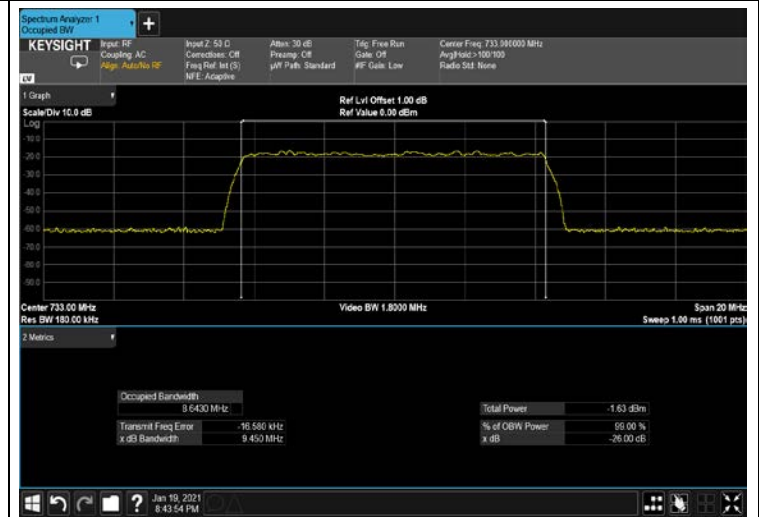 Spectrum Analyzer 1
Occupied BW
+
KEYSIGHT
Input: RF
Coupling: AC
Align: Auto/No RF
Input Z: 50 Ω
Corrections: Off
Freq Ref: Int (S)
NFE: Adaptive
Atten: 30 dB
Preamp: Off
µW Path: Standard
Trig: Free Run
Gate: Off
#IF Gain: Low
Center Freq: 733.000000 MHz
Avg|Hold:>100/100
Radio Std: None
1 Graph
Scale/Div 10.0 dB
Ref Lvl Offset 1.00 dB
Ref Value 0.00 dBm
Log
-10.0
-20.0
-30.0
-40.0
-50.0
-60.0
-70.0
-80.0
-90.0
Center 733.00 MHz
Res BW 180.00 kHz
Video BW 1.8000 MHz
Span 20 MHz
Sweep 1.00 ms (1001 pts)
2 Metrics
Occupied Bandwidth
8.6430 MHz
Transmit Freq Error -16.580 kHz
x dB Bandwidth 9.450 MHz
Total Power -1.63 dBm
% of OBW Power 99.00 %
x dB -26.00 dB
?
Jan 19, 2021
8:43:54 PM